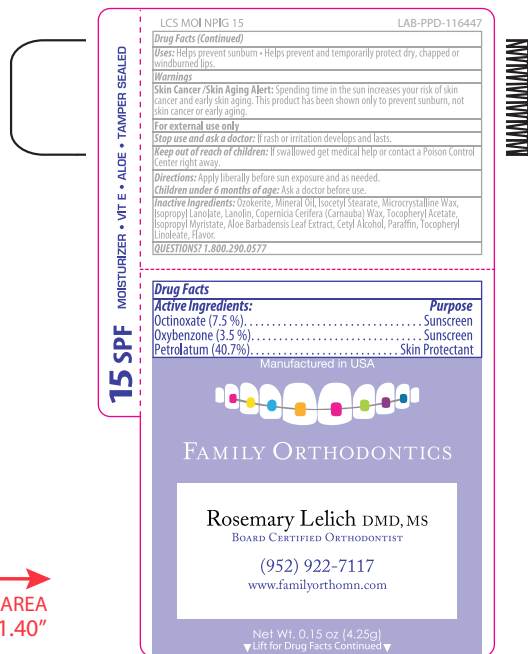 LCS MOI NPIG 15 LAB-PPD-116447
Drug Facts (Continued)
Uses: Helps prevent sunburn • Helps prevent and temporarily protect dry, chapped or
windburned lips.
Warnings
Skin Cancer /Skin Aging Alert: Spending time in the sun increases your risk of skin
cancer and early skin aging. This product has been shown only to prevent sunburn, not
skin cancer or early aging.
For external use only
Stop use and ask a doctor: If rash or irritation develops and lasts.
Keep out of reach of children: If swallowed get medical help or contact a Poison Control
Center right away.
Directions: Apply liberally before sun exposure and as needed.
Children under 6 months of age: Ask a doctor before use.
Inactive Ingredients: Ozokerite, Mineral Oil, Isocetyl Stearate, Microcrystalline Wax,
Isopropyl Lanolate, Lanolin, Copernicia Cerifera (Carnauba) Wax, Tocopheryl Acetate,
Isopropyl Myristate, Aloe Barbadensis Leaf Extract, Cetyl Alcohol, Paraffin, Tocopheryl
Linoleate, Flavor.
QUESTIONS? 1.800.290.0577
15 SPF MOISTURIZER • VIT E • ALOE • TAMPER SEALED
Drug Facts
Active Ingredients: Purpose
Octinoxate (7.5 %)................................Sunscreen
Oxybenzone (3.5 %)...............................Sunscreen
Petrolatum (40.7%)...........................Skin Protectant
Manufactured in USA
FAMILY ORTHODONTICS
Rosemary Lelich DMD, MS
BOARD CERTIFIED ORTHODONTIST
(952) 922-7117
www.familyorthomn.com
Net Wt. 0.15 oz (4.25g)
▼Lift for Drug Facts Continued▼
AREA
1.40"